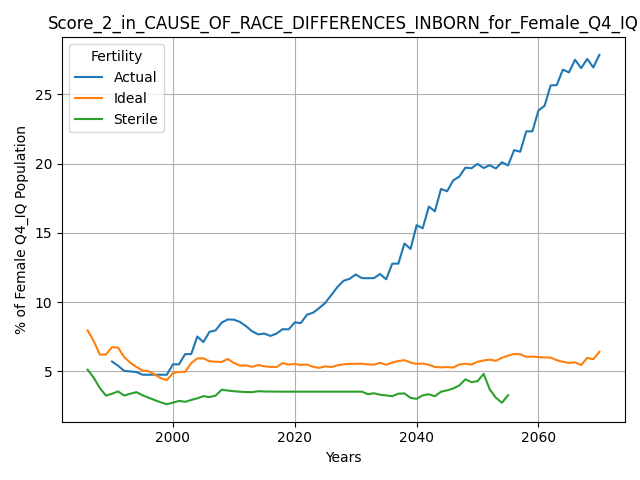 Score_2_in_CAUSE_OF_RACE_DIFFERENCES_INBORN_for_Female_Q4_IQ
Fertility
Actual
Ideal
Sterile
% of Female Q4_IQ Population
25
20
15
10
5
2000
2020
2040
2060
Years